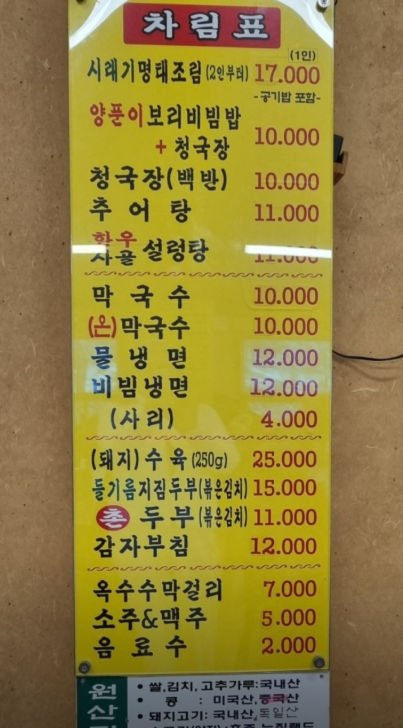 차림표
(1인)
시래기명태조림(2인부터) 17.000
-공기밥 포함-
양푼이보리비빔밥
+청국장 10.000
청국장(백반) 10.000
추어탕 11.000
한우
사골 설렁탕 11.000
막국수 10.000
(온)막국수 10.000
물냉면 12.000
비빔냉면 12.000
(사리) 4.000
(돼지)수육(250g) 25.000
들기름지짐두부(볶은김치) 15.000
촌두부(볶은김치) 11.000
감자부침 12.000
옥수수막걸리 7.000
소주&맥주 5.000
음료수 2.000
원산
• 쌀,김치,고추가루:국내산
• 콩 : 미국산,중국산
• 돼지고기: 국내산,독일산